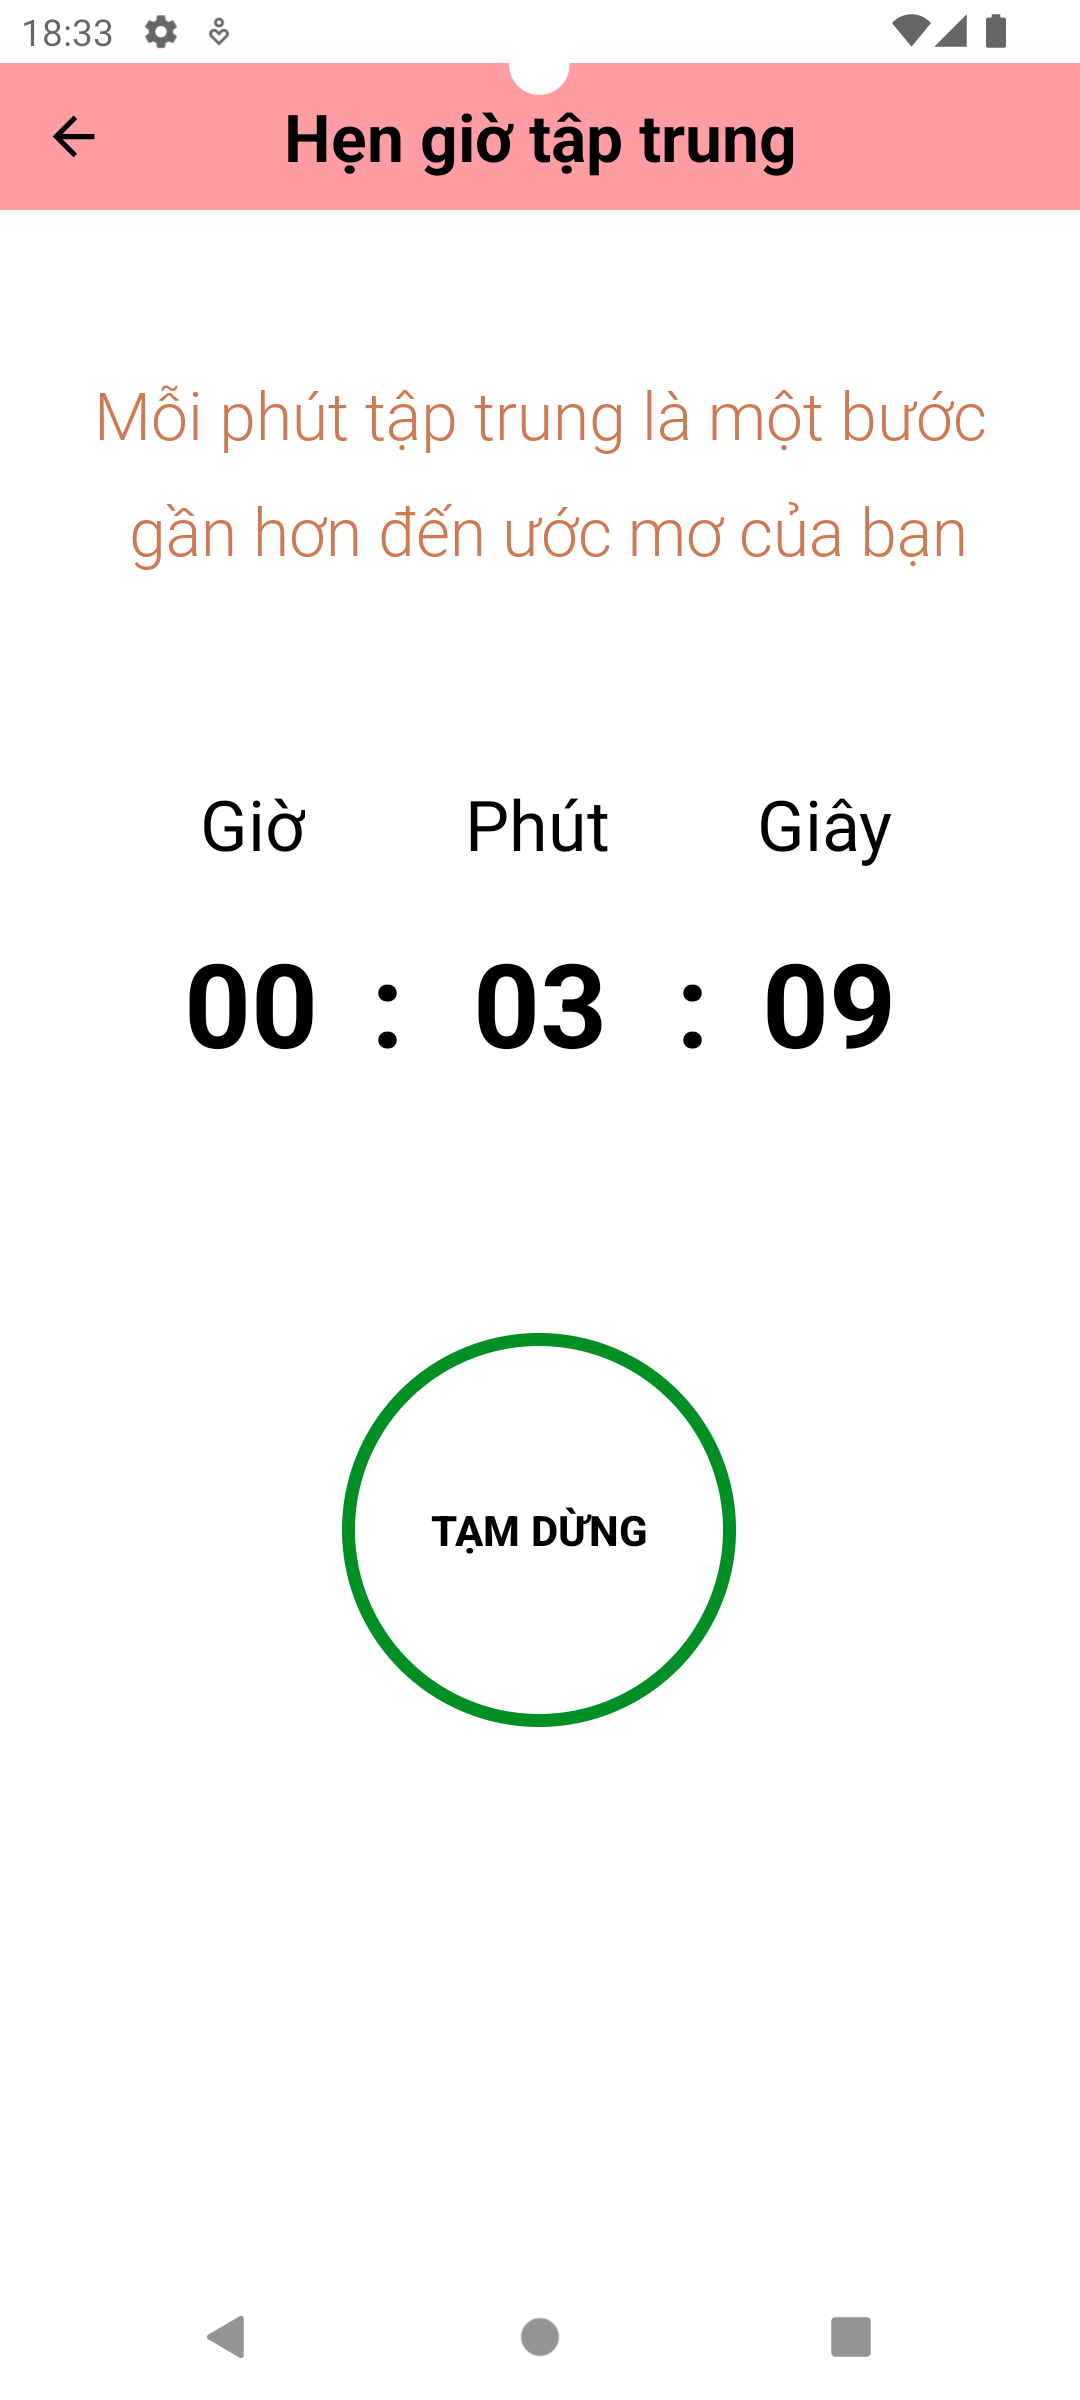 18:33
Hẹn giờ tập trung
Mỗi phút tập trung là một bước
gần hơn đến ước mơ của bạn
Giờ Phút Giây
00 : 03 : 09
TẠM DỪNG